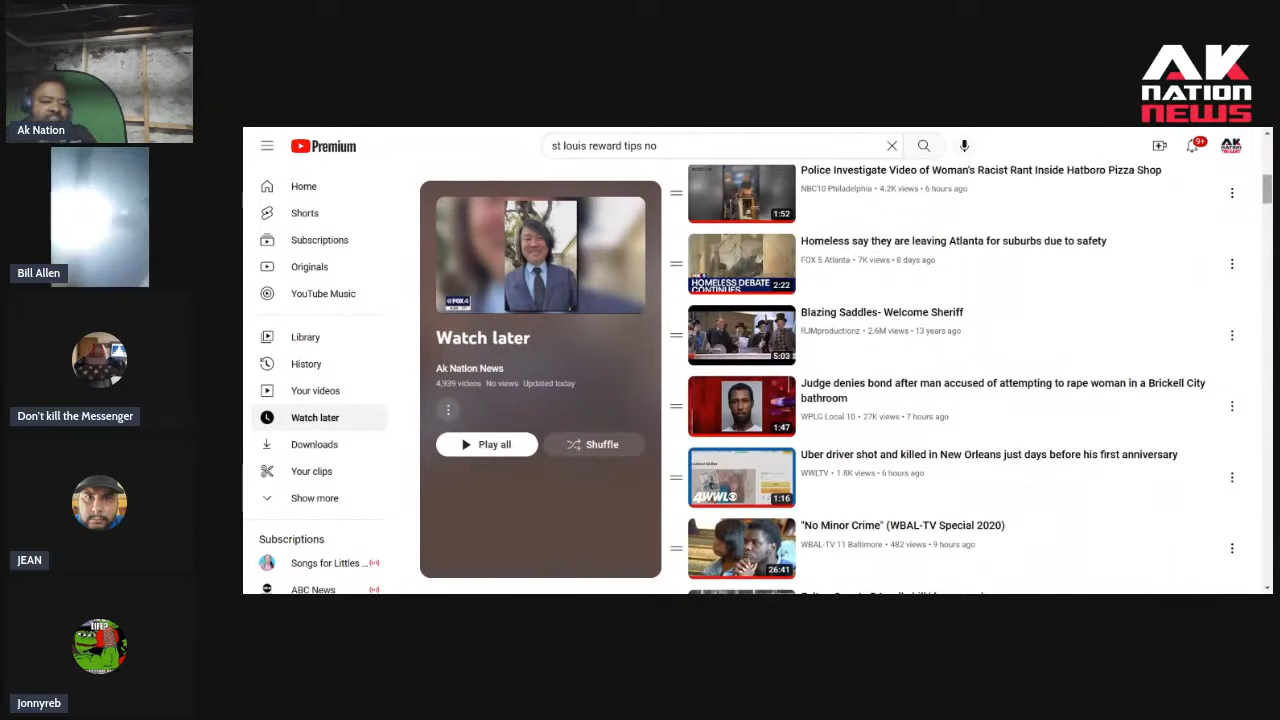 Ak Nation
Bill Allen
Don't kill the Messenger
JEAN
LIFE?
Jonnyreb
AK
NATION
NEWS
Premium
st louis reward tips no
9+
AK
NATION
Home
Shorts
Subscriptions
Originals
YouTube Music
Library
History
Your videos
Watch later
Downloads
Your clips
Show more
Subscriptions
Songs for Littles ...
ABC News
FOX 4
Watch later
Ak Nation News
4,939 videos No views Updated today
Play all
Shuffle
1:52
Police Investigate Video of Woman's Racist Rant Inside Hatboro Pizza Shop
NBC10 Philadelphia • 4.2K views • 6 hours ago
HOMELESS DEBATE
CONTINUES
2:22
Homeless say they are leaving Atlanta for suburbs due to safety
FOX 5 Atlanta • 7K views • 8 days ago
5:03
Blazing Saddles- Welcome Sheriff
RJMproductionz • 2.6M views • 13 years ago
1:47
Judge denies bond after man accused of attempting to rape woman in a Brickell City
bathroom
WPLG Local 10 • 27K views • 7 hours ago
4WWL
1:16
Uber driver shot and killed in New Orleans just days before his first anniversary
WWLTV • 1.8K views • 6 hours ago
26:41
"No Minor Crime" (WBAL-TV Special 2020)
WBAL-TV 11 Baltimore • 482 views • 9 hours ago